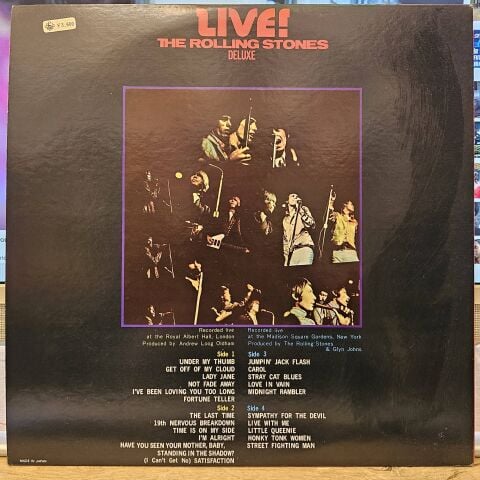 LIVE!
THE ROLLING STONES
DELUXE
Recorded live
at the Royal Albert Hall, London
Produced by Andrew Loog Oldham
Recorded live
at the Madison Square Gardens, New York
Produced by The Rolling Stones
& Glyn Johns
Side 1
UNDER MY THUMB
GET OFF OF MY CLOUD
LADY JANE
NOT FADE AWAY
I'VE BEEN LOVING YOU TOO LONG
FORTUNE TELLER
Side 2
THE LAST TIME
19th NERVOUS BREAKDOWN
TIME IS ON MY SIDE
I'M ALRIGHT
HAVE YOU SEEN YOUR MOTHER, BABY,
STANDING IN THE SHADOW?
(I Can't Get No) SATISFACTION
Side 3
JUMPIN' JACK FLASH
CAROL
STRAY CAT BLUES
LOVE IN VAIN
MIDNIGHT RAMBLER
Side 4
SYMPATHY FOR THE DEVIL
LIVE WITH ME
LITTLE QUEENIE
HONKY TONK WOMEN
STREET FIGHTING MAN
MADE IN JAPAN